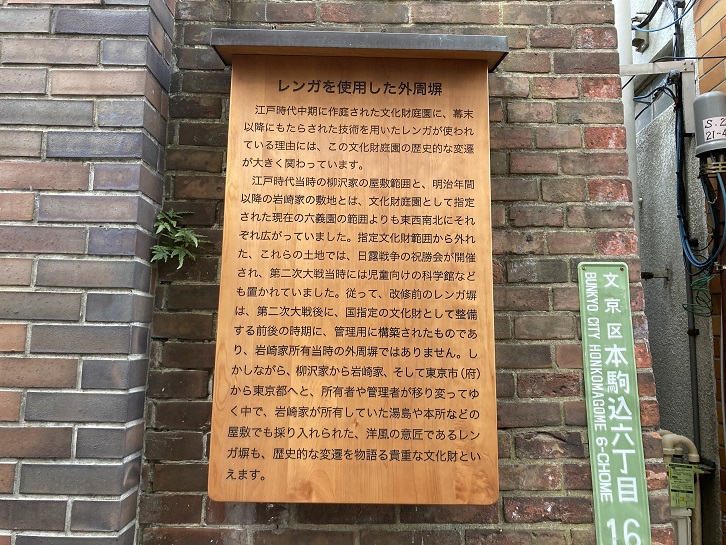 レンガを使用した外周塀
江戸時代中期に作庭された文化財庭園に、幕末
以降にもたらされた技術を用いたレンガが使われ
ている理由には、この文化財庭園の歴史的な変遷
が大きく関わっています。
江戸時代当時の柳沢家の屋敷範囲と、明治年間
以降の岩崎家の敷地とは、文化財庭園として指定
された現在の六義園の範囲よりも東西南北にそれ
ぞれ広がっていました。指定文化財範囲から外れ
た、これらの土地では、日露戦争の祝勝会が開催
され、第二次大戦当時には児童向けの科学館など
も置かれていました。従って、改修前のレンガ塀
は、第二次大戦後に、国指定の文化財として整備
する前後の時期に、管理用に構築されたものであ
り、岩崎家所有当時の外周塀ではありません。し
かしながら、柳沢家から岩崎家、そして東京市(府)
から東京都へと、所有者や管理者が移り変ってゆ
く中で、岩崎家が所有していた湯島や本所などの
屋敷でも採り入れられた、洋風の意匠であるレン
ガ塀も、歴史的な変遷を物語る貴重な文化財とい
えます。
文京区本駒込六丁目
BUNKYO CITY HONKOMAGOME 6-CHOME
16